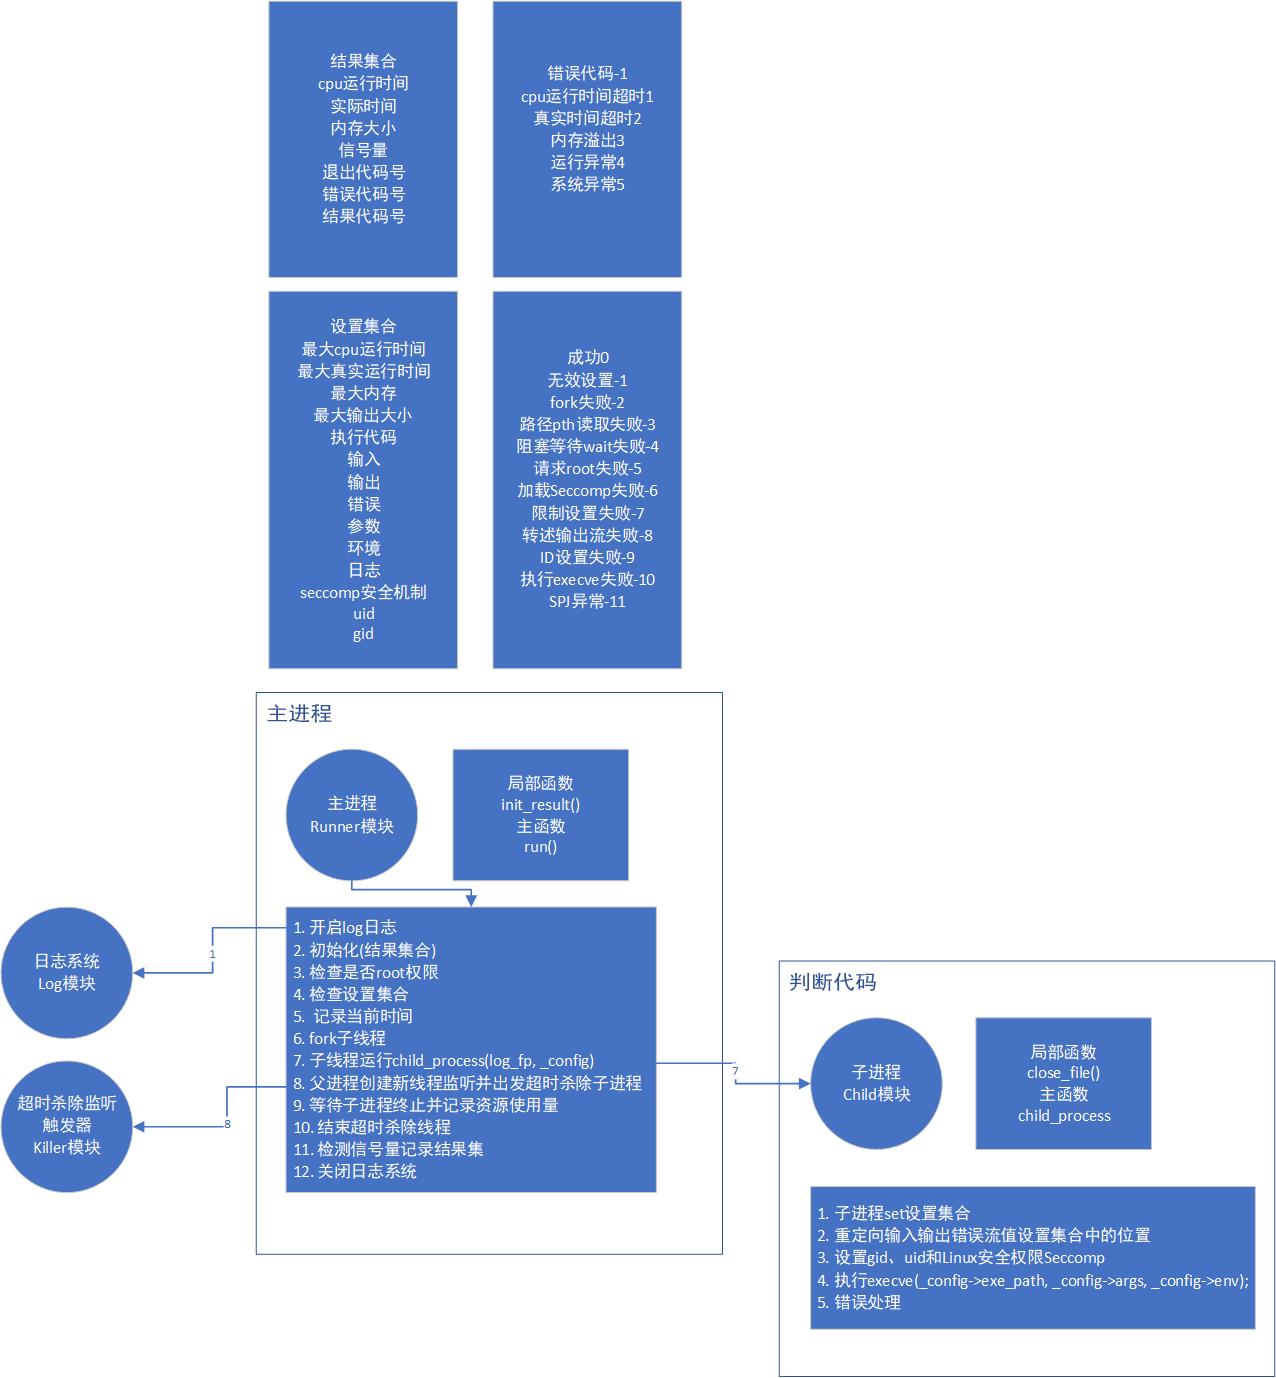 结果集合
cpu运行时间
实际时间
内存大小
信号量
退出代码号
错误代码号
结果代码号
错误代码-1
cpu运行时间超时1
真实时间超时2
内存溢出3
运行异常4
系统异常5
设置集合
最大cpu运行时间
最大真实运行时间
最大内存
最大输出大小
执行代码
输入
输出
错误
参数
环境
日志
seccomp安全机制
uid
gid
成功0
无效设置-1
fork失败-2
路径pth读取失败-3
阻塞等待wait失败-4
请求root失败-5
加载Seccomp失败-6
限制设置失败-7
转述输出流失败-8
ID设置失败-9
执行execve失败-10
SPJ异常-11
主进程
主进程
Runner模块
局部函数
init_result()
主函数
run()
1. 开启log日志
2. 初始化(结果集合)
3. 检查是否root权限
4. 检查设置集合
5. 记录当前时间
6. fork子线程
7. 子线程运行child_process(log_fp, _config)
8. 父进程创建新线程监听并出发超时杀除子进程
9. 等待子进程终止并记录资源使用量
10. 结束超时杀除线程
11. 检测信号量记录结果集
12. 关闭日志系统
1
日志系统
Log模块
8
超时杀除监听
触发器
Killer模块
7
判断代码
子进程
Child模块
局部函数
close_file()
主函数
child_process
1. 子进程set设置集合
2. 重定向输入输出错误流值设置集合中的位置
3. 设置gid、uid和Linux安全权限Seccomp
4. 执行execve(_config->exe_path, _config->args, _config->env);
5. 错误处理